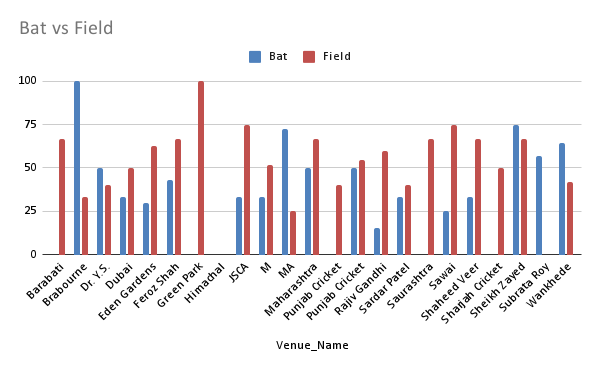 Bat vs Field
Bat Field
100
75
50
25
0
Barabati
Brabourne
Dr. Y.S.
Dubai
Eden Gardens
Feroz Shah
Green Park
Himachal
JSCA
M
MA
Maharashtra
Punjab Cricket
Punjab Cricket
Rajiv Gandhi
Sardar Patel
Saurashtra
Sawai
Shaheed Veer
Sharjah Cricket
Sheikh Zayed
Subrata Roy
Wankhede
Venue_Name